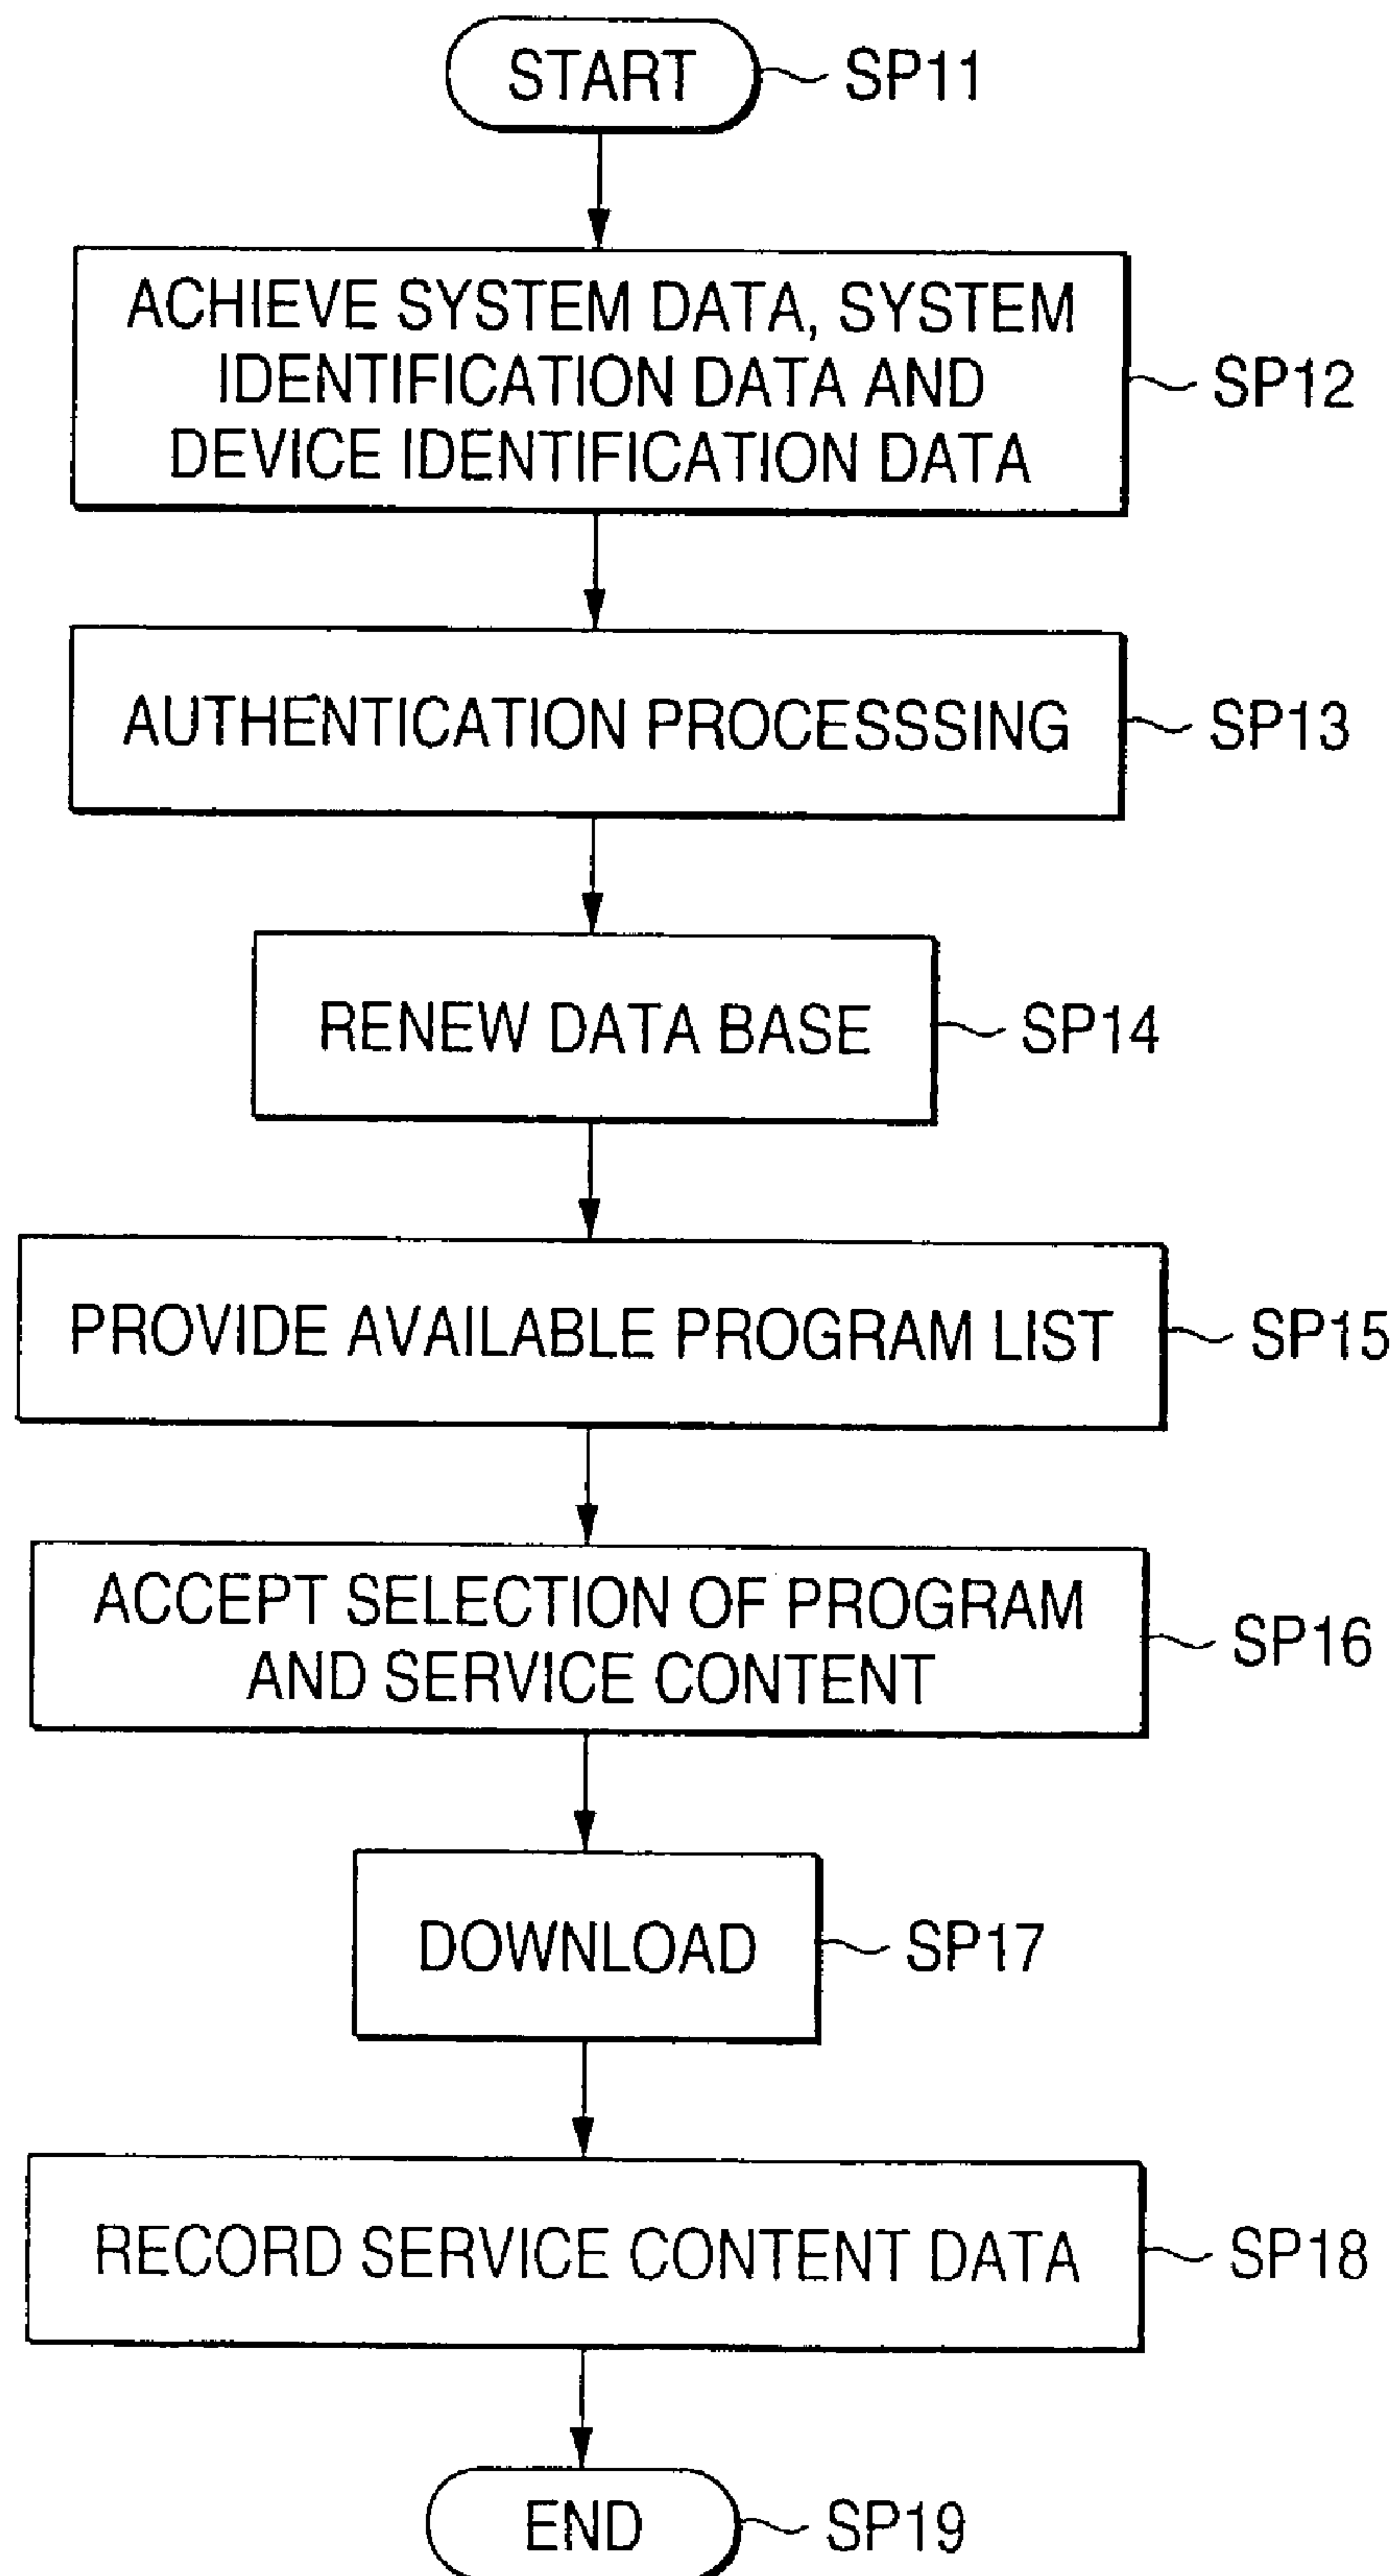 START SP11
ACHIEVE SYSTEM DATA, SYSTEM
IDENTIFICATION DATA AND SP12
DEVICE IDENTIFICATION DATA
AUTHENTICATION PROCESSSING SP13
RENEW DATA BASE SP14
PROVIDE AVAILABLE PROGRAM LIST SP15
ACCEPT SELECTION OF PROGRAM
AND SERVICE CONTENT SP16
DOWNLOAD SP17
RECORD SERVICE CONTENT DATA SP18
END SP19